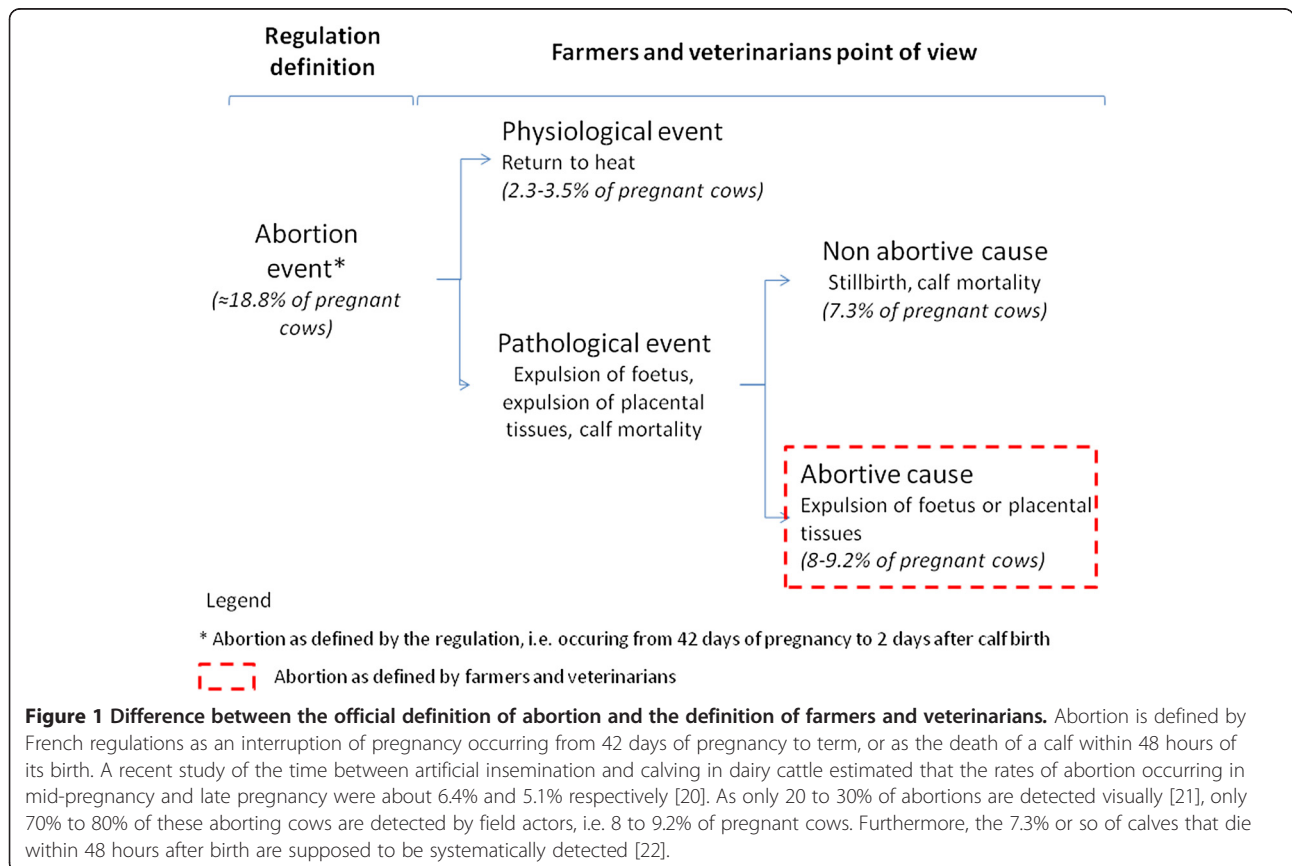 Regulation
definition
Farmers and veterinarians point of view
Physiological event
Return to heat
(2.3-3.5% of pregnant cows)
Abortion
event*
(≈18.8% of pregnant
cows)
Non abortive cause
Stillbirth, calf mortality
(7.3% of pregnant cows)
Pathological event
Expulsion of foetus,
expulsion of placental
tissues, calf mortality
Abortive cause
Expulsion of foetus or placental
tissues
(8-9.2% of pregnant cows)
Legend
* Abortion as defined by the regulation, i.e. occuring from 42 days of pregnancy to 2 days after calf birth
Abortion as defined by farmers and veterinarians
Figure 1 Difference between the official definition of abortion and the definition of farmers and veterinarians. Abortion is defined by
French regulations as an interruption of pregnancy occurring from 42 days of pregnancy to term, or as the death of a calf within 48 hours of
its birth. A recent study of the time between artificial insemination and calving in dairy cattle estimated that the rates of abortion occurring in
mid-pregnancy and late pregnancy were about 6.4% and 5.1% respectively [20]. As only 20 to 30% of abortions are detected visually [21], only
70% to 80% of these aborting cows are detected by field actors, i.e. 8 to 9.2% of pregnant cows. Furthermore, the 7.3% or so of calves that die
within 48 hours after birth are supposed to be systematically detected [22].